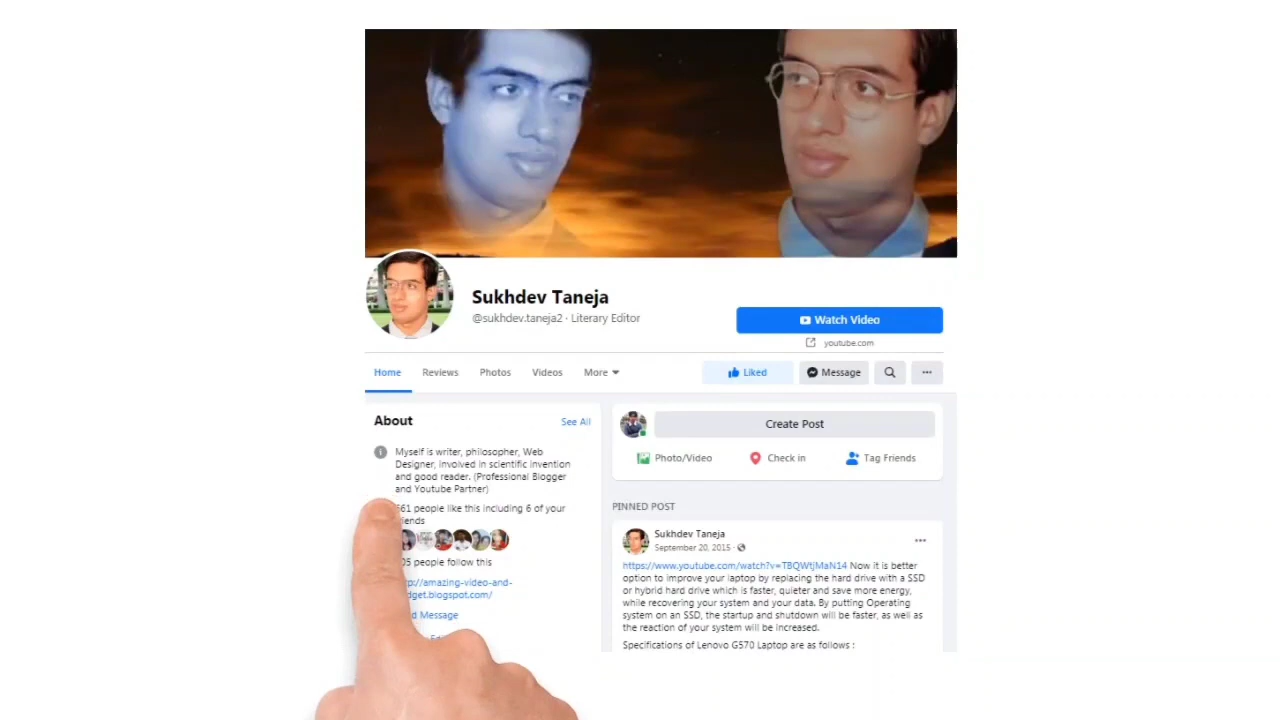 Sukhdev Taneja
@sukhdev.taneja2 · Literary Editor
Watch Video
youtube.com
Home Reviews Photos Videos More
Liked Message ···
About See All
Myself is writer, philosopher, Web
Designer, involved in scientific invention
and good reader. (Professional Blogger
and Youtube Partner)
people like this including 6 of your
people follow this
Message
Create Post
Photo/Video Check in Tag Friends
PINNED POST
Sukhdev Taneja
September 20, 2015 ·
https://www.youtube.com/watch?v=TBQWtjMaN14 Now it is better
option to improve your laptop by replacing the hard drive with a SSD
or hybrid hard drive which is faster, quieter and save more energy,
while recovering your system and your data. By putting Operating
system on an SSD, the startup and shutdown will be faster, as well as
the reaction of your system will be increased.
Specifications of Lenovo G570 Laptop are as follows :